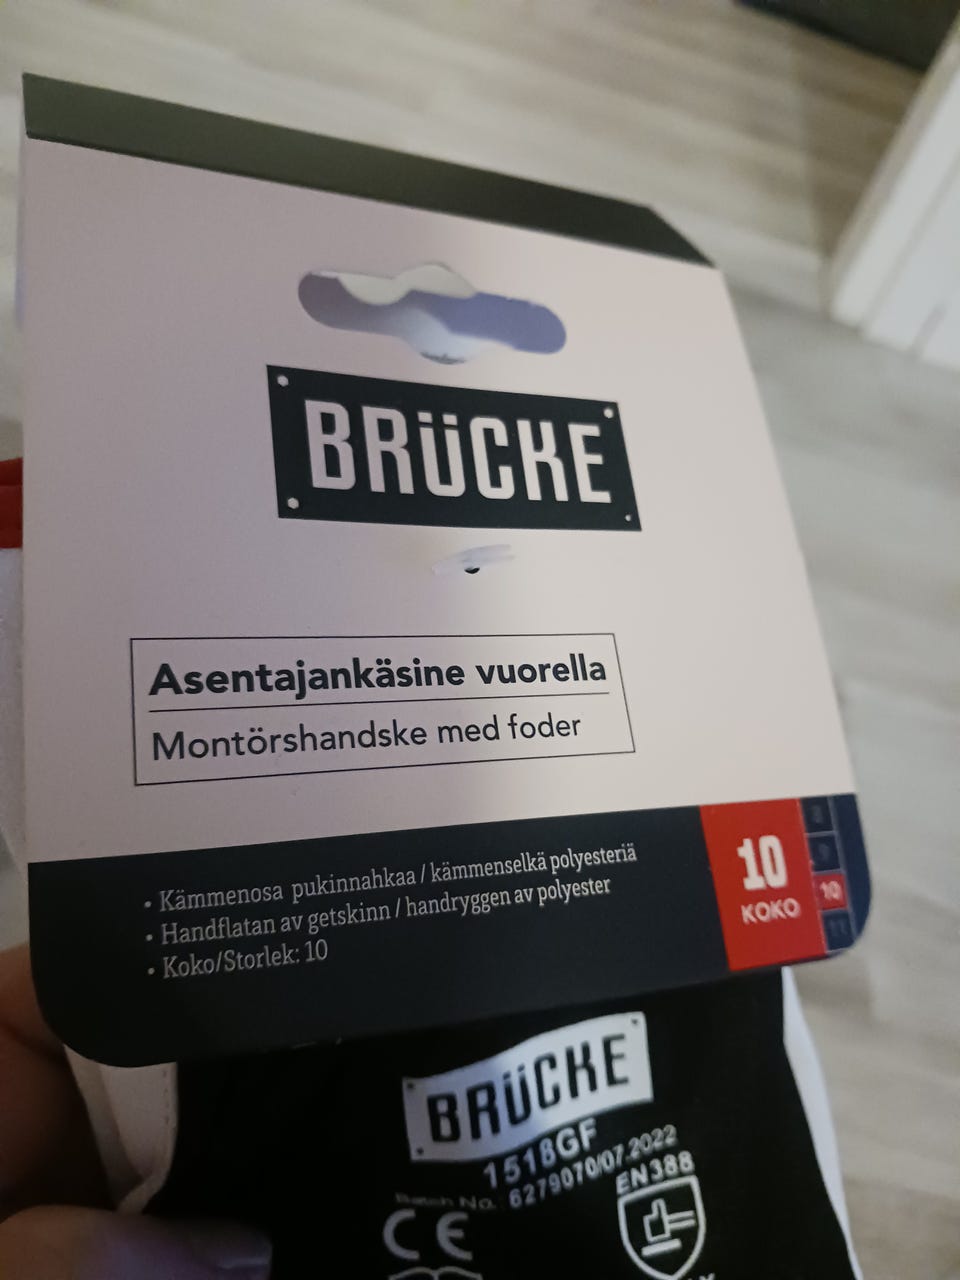 BRÜCKE
Asentajankäsine vuorella
Montörshandske med foder
• Kämmenosa pukinnahkaa / kämmenselkä polyesteriä
• Handflatan av getskinn / handryggen av polyester
• Koko/Storlek: 10
10
KOKO
10
11
BRÜCKE
1518GF
Batch No. 6279070/07.2022
CE
EN388